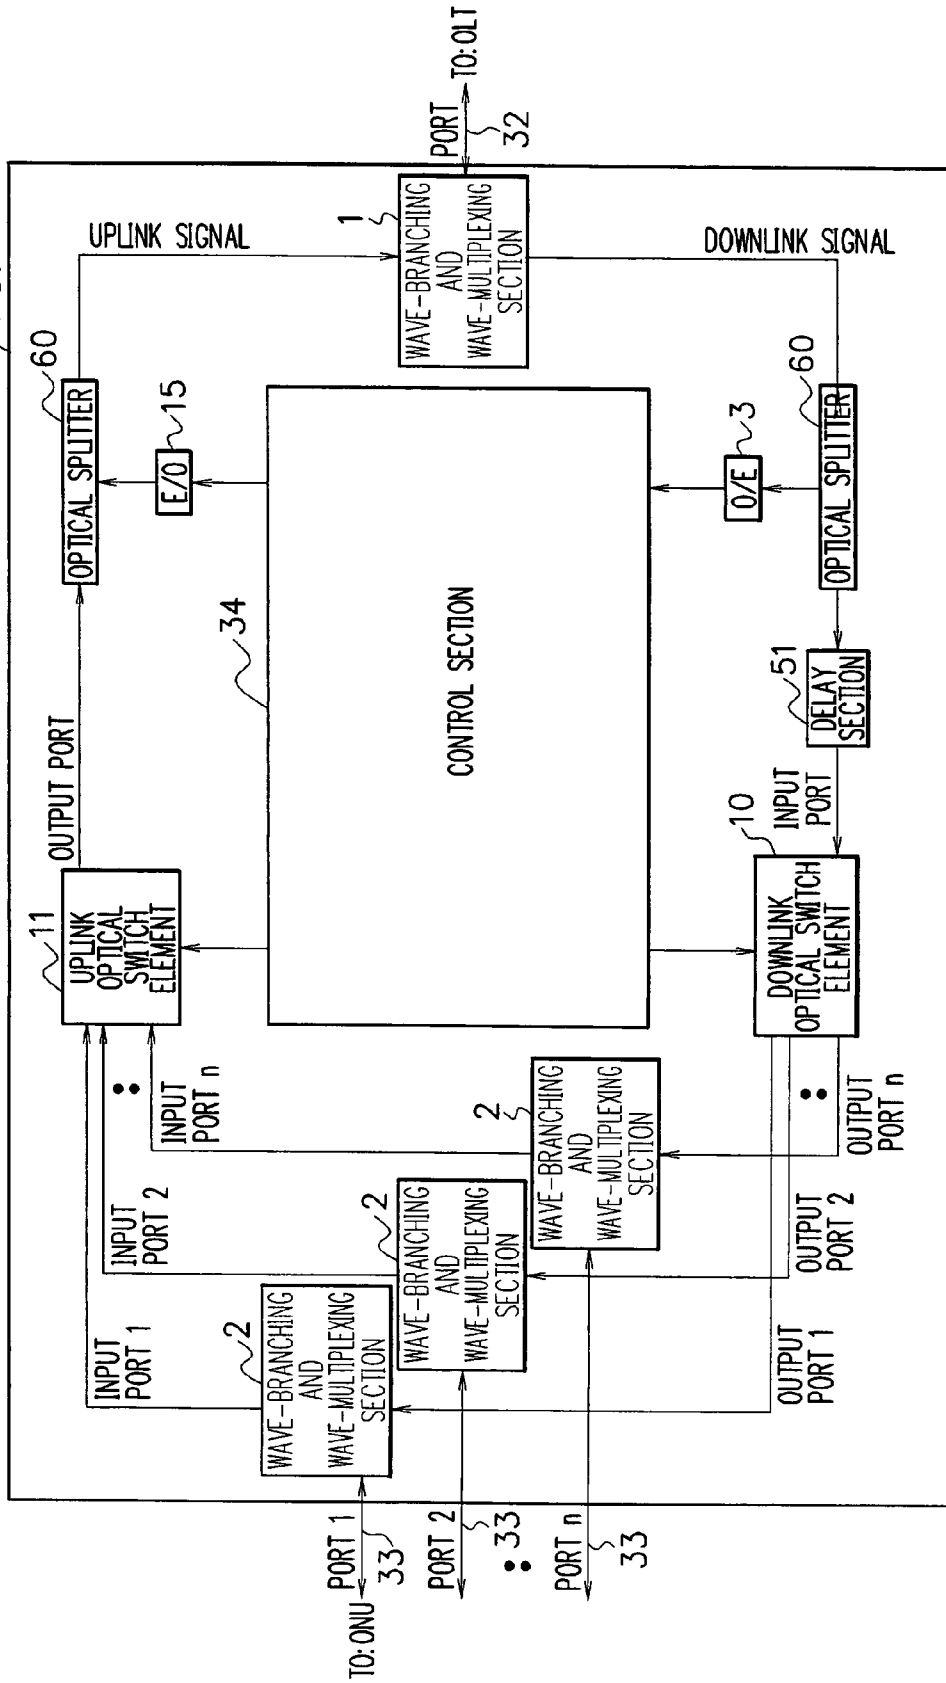 TO:ONU
PORT 1
33
PORT 2
33
PORT n
33
INPUT
PORT 1
INPUT
PORT 2
INPUT
PORT n
2
WAVE-BRANCHING
AND
WAVE-MULTIPLEXING
SECTION
2
WAVE-BRANCHING
AND
WAVE-MULTIPLEXING
SECTION
2
WAVE-BRANCHING
AND
WAVE-MULTIPLEXING
SECTION
OUTPUT
PORT 1
OUTPUT
PORT 2
OUTPUT
PORT n
11
UPLINK
OPTICAL
SWITCH
ELEMENT
OUTPUT PORT
34
CONTROL SECTION
10
DOWNLINK
OPTICAL SWITCH
ELEMENT
INPUT
PORT
51
DELAY
SECTION
60
OPTICAL SPLITTER
15
E/O
3
O/E
60
OPTICAL SPLITTER
UPLINK SIGNAL
1
WAVE-BRANCHING
AND
WAVE-MULTIPLEXING
SECTION
DOWNLINK SIGNAL
PORT
32
TO:OLT